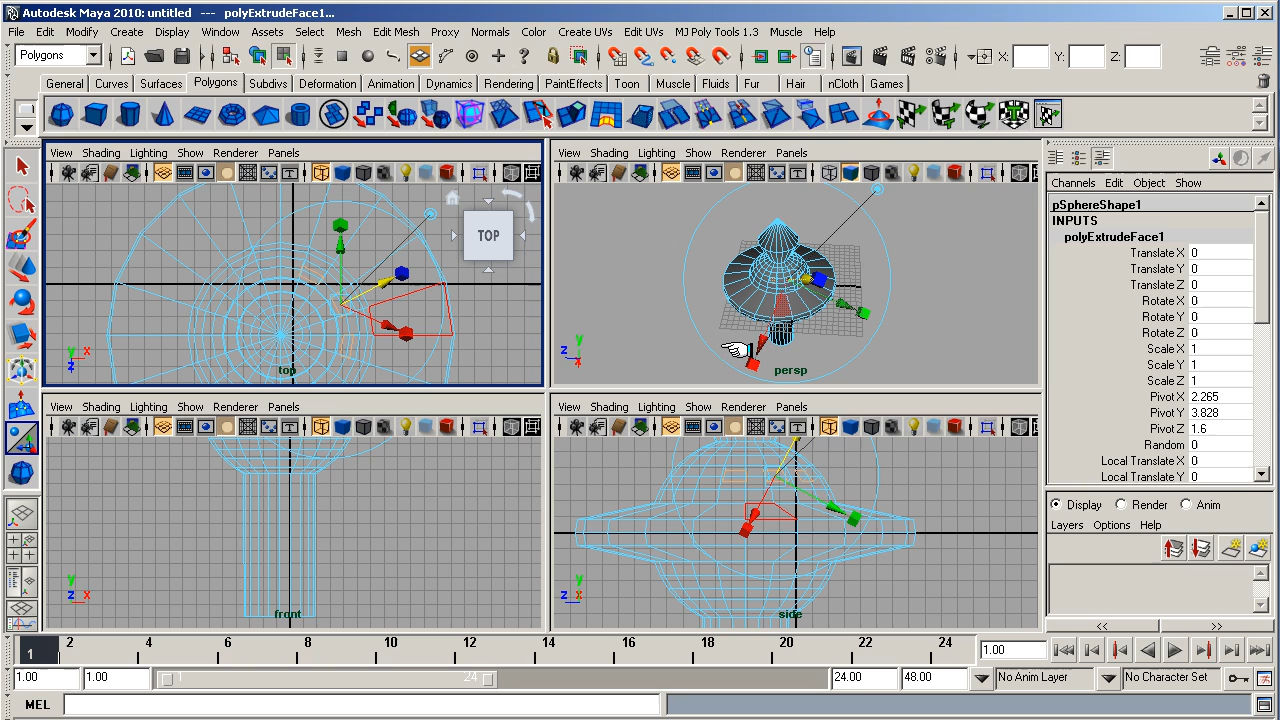 Autodesk Maya 2010: untitled --- polyExtrudeFace1...
File Edit Modify Create Display Window Assets Select Mesh Edit Mesh Proxy Normals Color Create UVs Edit UVs MJ Poly Tools 1.3 Muscle Help
Polygons X: Y: Z:
General Curves Surfaces Polygons Subdivs Deformation Animation Dynamics Rendering PaintEffects Toon Muscle Fluids Fur Hair nCloth Games
View Shading Lighting Show Renderer Panels
View Shading Lighting Show Renderer Panels
TOP
y x
z
top
y
z x
persp
View Shading Lighting Show Renderer Panels
View Shading Lighting Show Renderer Panels
y
z x
front
y
z x
side
Channels Edit Object Show
pSphereShape1
INPUTS
polyExtrudeFace1
Translate X 0
Translate Y 0
Translate Z 0
Rotate X 0
Rotate Y 0
Rotate Z 0
Scale X 1
Scale Y 1
Scale Z 1
Pivot X 2.265
Pivot Y 3.828
Pivot Z 1.6
Random 0
Local Translate X 0
Local Translate Y 0
Display Render Anim
Layers Options Help
<< >>
1 2 4 6 8 10 12 14 16 18 20 22 24 1.00
1.00 1.00 1 24 24.00 48.00 No Anim Layer No Character Set
MEL